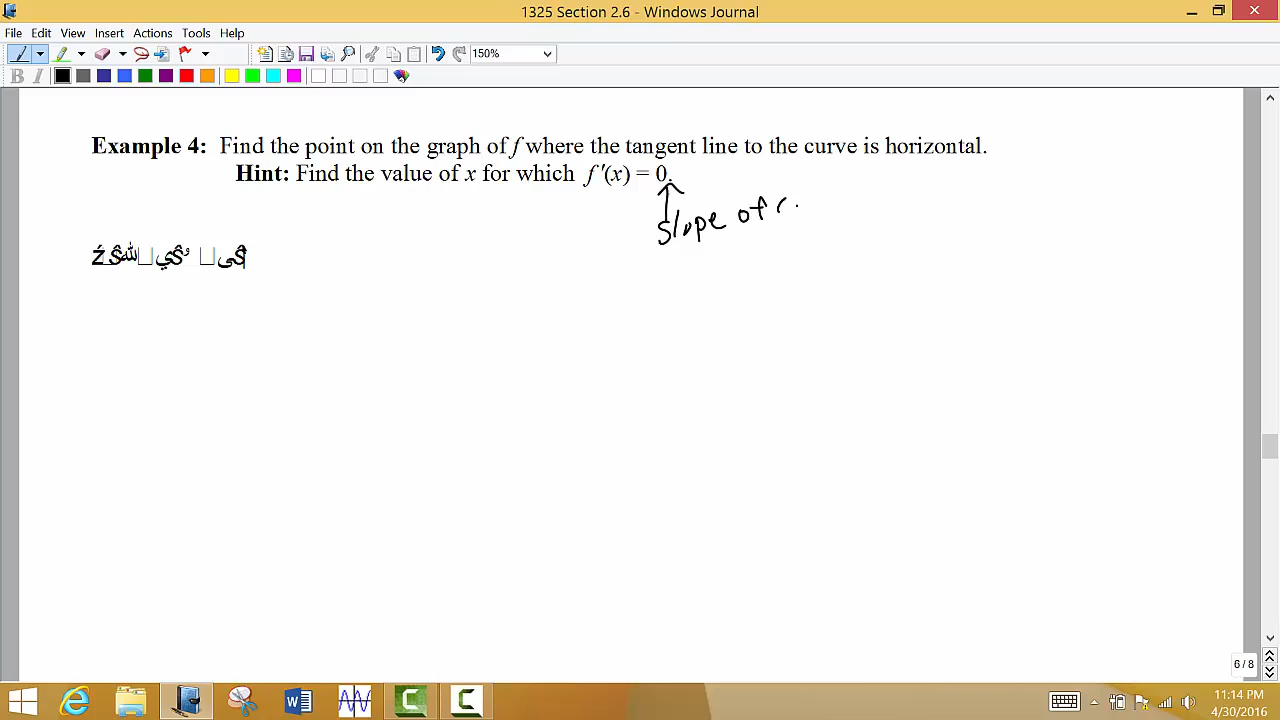 1325 Section 2.6 - Windows Journal
File Edit View Insert Actions Tools Help
150%
B I
Example 4: Find the point on the graph of f where the tangent line to the curve is horizontal.
Hint: Find the value of x for which f '(x) = 0.
slope of
6 / 8
11:14 PM
4/30/2016